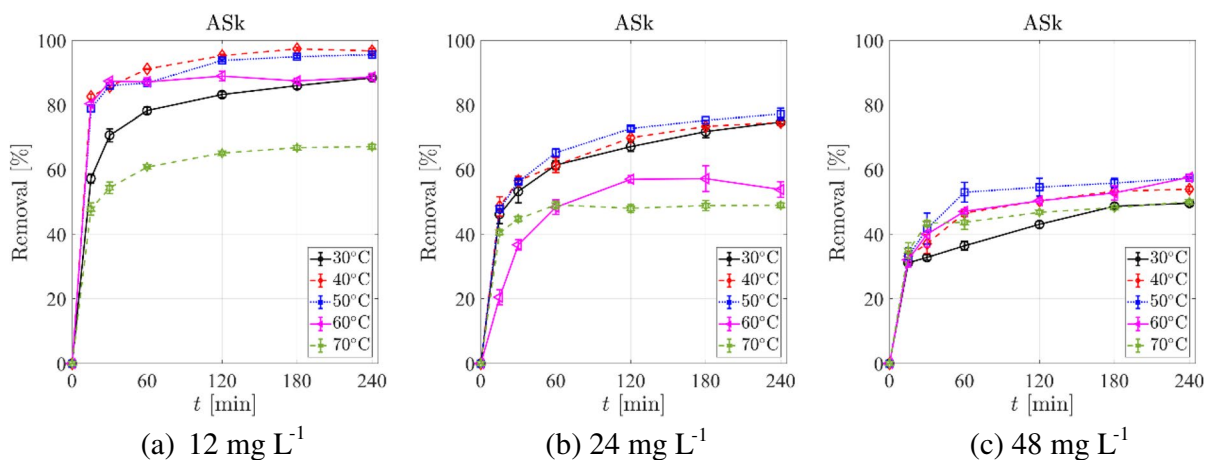 ASk
100
80
60
40
20
0
Removal [%]
0 60 120 180 240
t [min]
30°C
40°C
50°C
60°C
70°C
(a) 12 mg L⁻¹
ASk
100
80
60
40
20
0
Removal [%]
0 60 120 180 240
t [min]
30°C
40°C
50°C
60°C
70°C
(b) 24 mg L⁻¹
ASk
100
80
60
40
20
0
Removal [%]
0 60 120 180 240
t [min]
30°C
40°C
50°C
60°C
70°C
(c) 48 mg L⁻¹